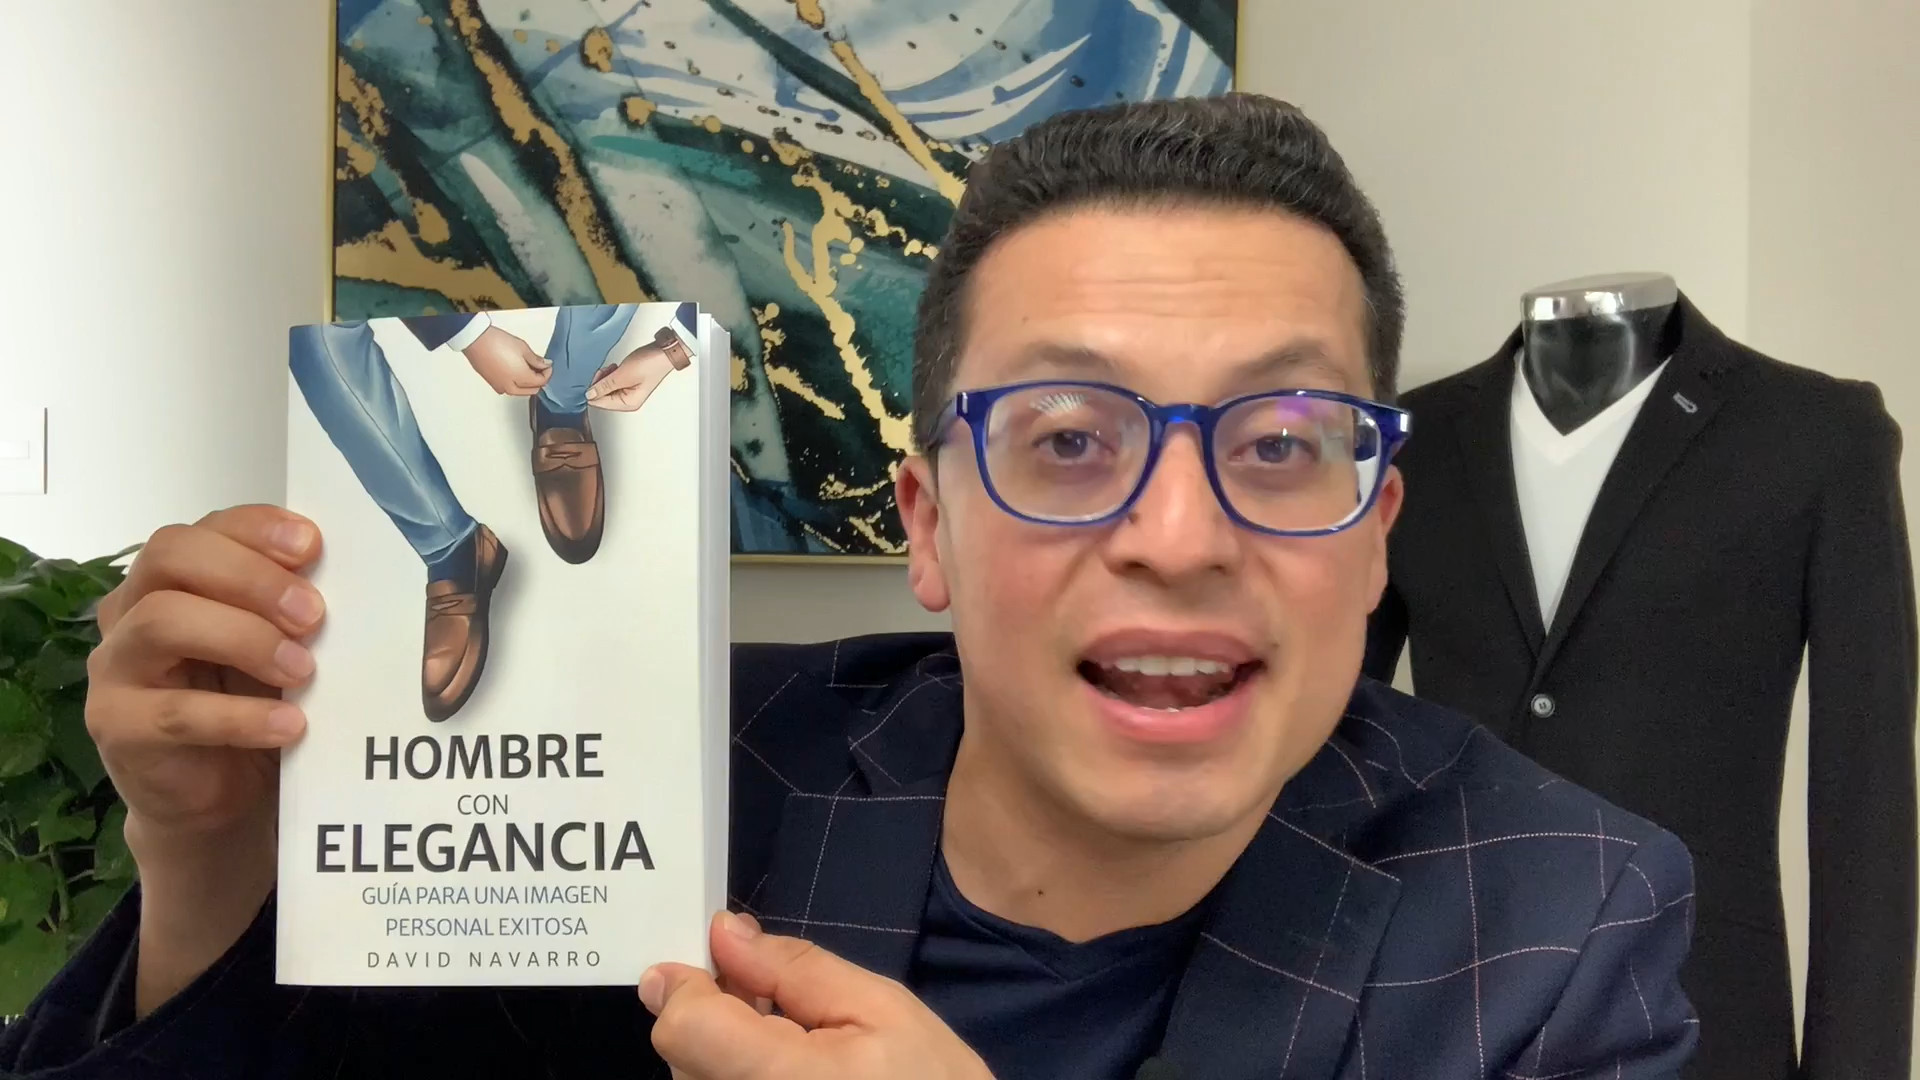 HOMBRE
CON
ELEGANCIA
GUÍA PARA UNA IMAGEN
PERSONAL EXITOSA
DAVID NAVARRO